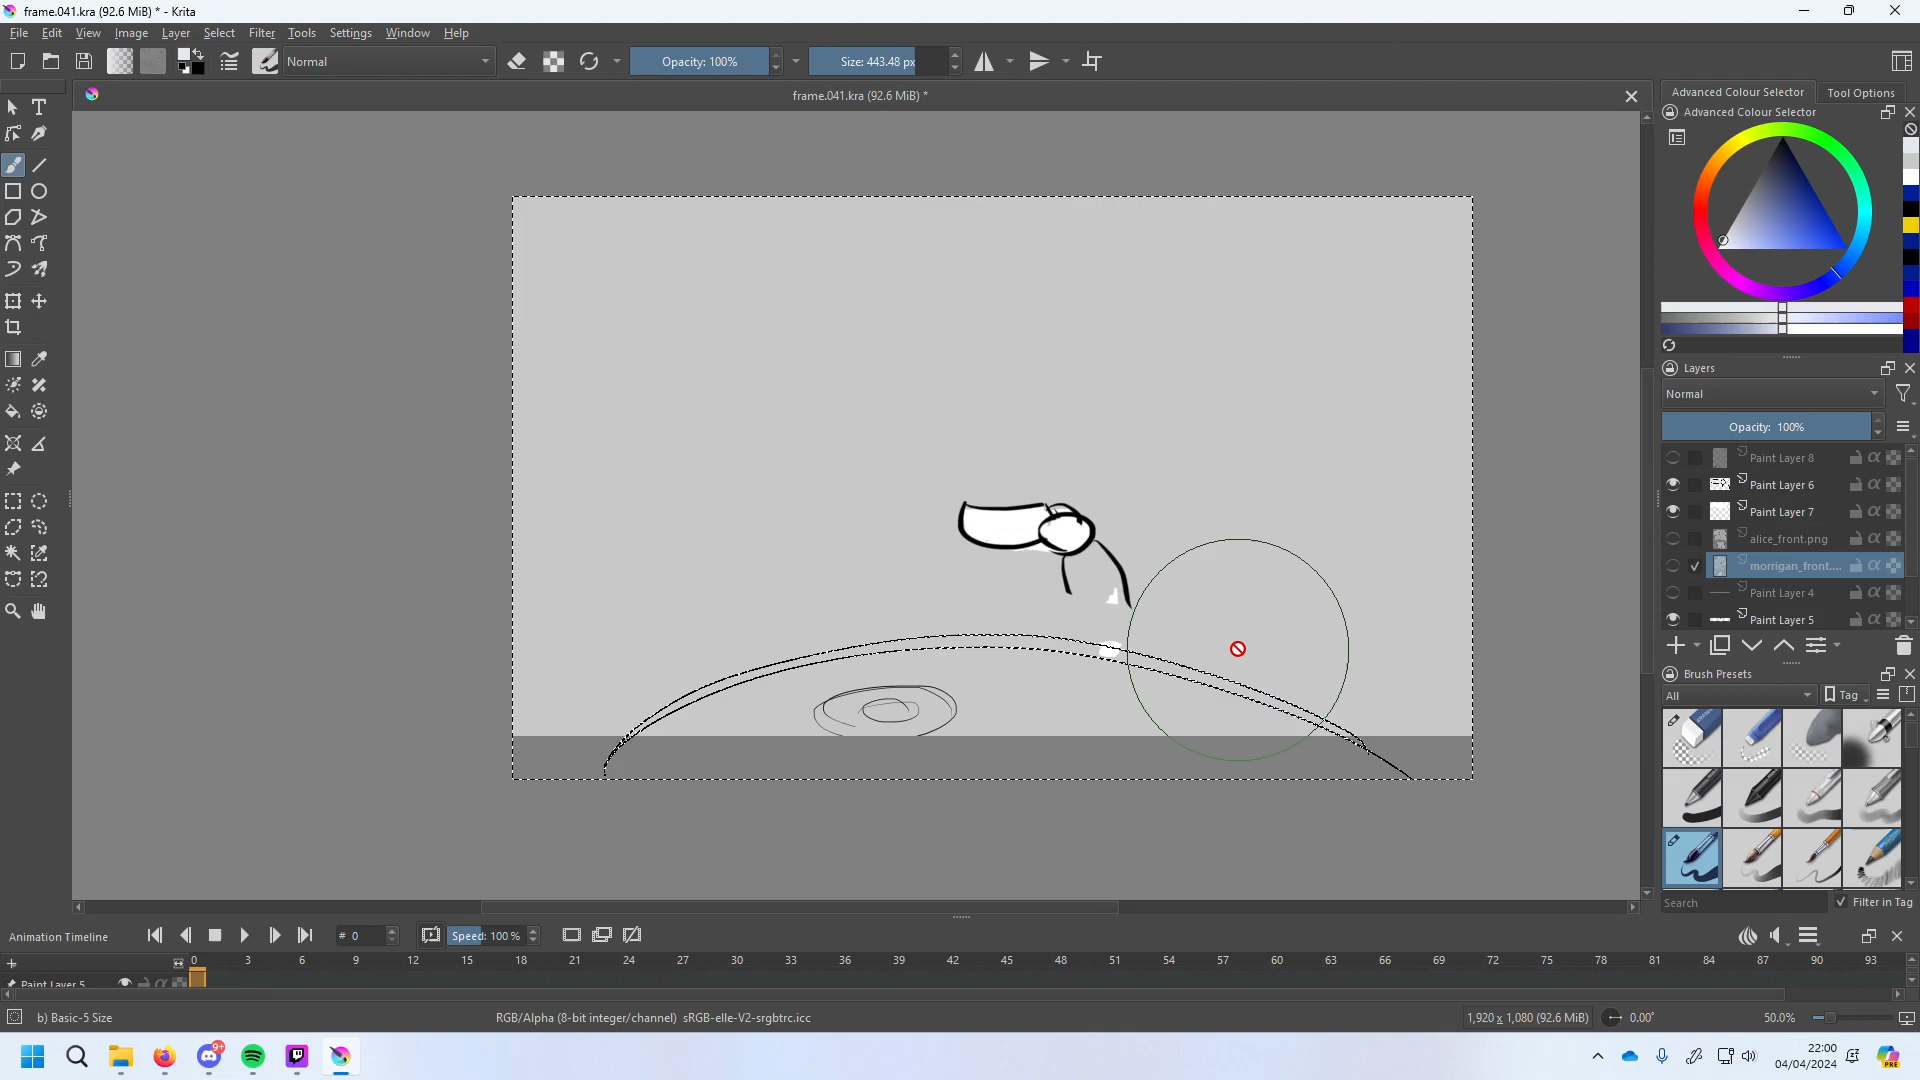 frame.041.kra (92.6 MiB) * - Krita
File Edit View Image Layer Select Filter Tools Settings Window Help
Normal
Opacity: 100%
Size: 443.48 px
frame.041.kra (92.6 MiB) *
Advanced Colour Selector
Tool Options
Advanced Colour Selector
Layers
Normal
Opacity: 100%
Paint Layer 8
Paint Layer 6
Paint Layer 7
alice_front.png
morrigan_front....
Paint Layer 4
Paint Layer 5
Brush Presets
All
Tag
Search
Filter in Tag
Animation Timeline
# 0
Speed: 100 %
0 3 6 9 12 15 18 21 24 27 30 33 36 39 42 45 48 51 54 57 60 63 66 69 72 75 78 81 84 87 90 93
Paint Layer 5
b) Basic-5 Size
RGB/Alpha (8-bit integer/channel) sRGB-elle-V2-srgbtrc.icc
1,920 x 1,080 (92.6 MiB)
0.00°
50.0%
9+
22:00
04/04/2024
PRE